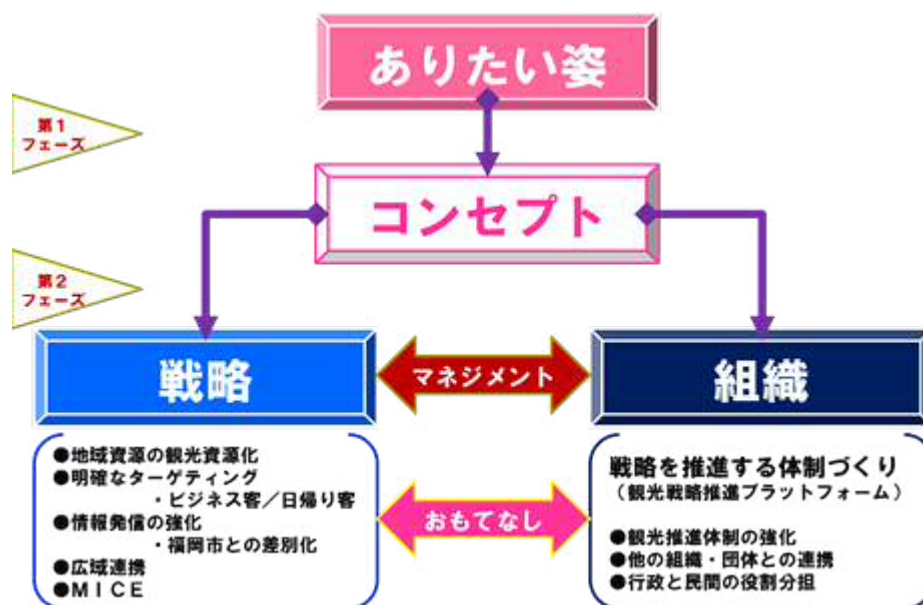 ありたい姿
第1
フェーズ
コンセプト
第2
フェーズ
戦略
マネジメント
組織
●地域資源の観光資源化
●明確なターゲティング
・ビジネス客／日帰り客
●情報発信の強化
・福岡市との差別化
●広域連携
●ＭＩＣＥ
おもてなし
戦略を推進する体制づくり
（観光戦略推進プラットフォーム）
●観光推進体制の強化
●他の組織・団体との連携
●行政と民間の役割分担